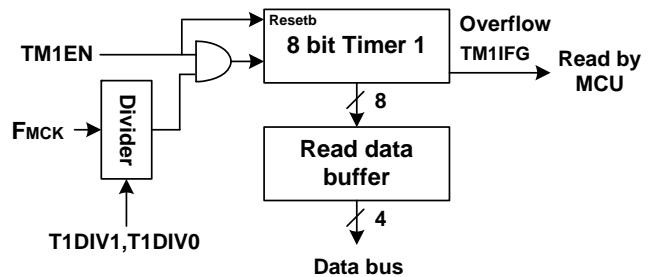 Resetb
Overflow
TM1EN
8 bit Timer 1
TM1IFG
Read by
MCU
Divider
8
FMCK
Read data
buffer
4
T1DIV1,T1DIV0
Data bus